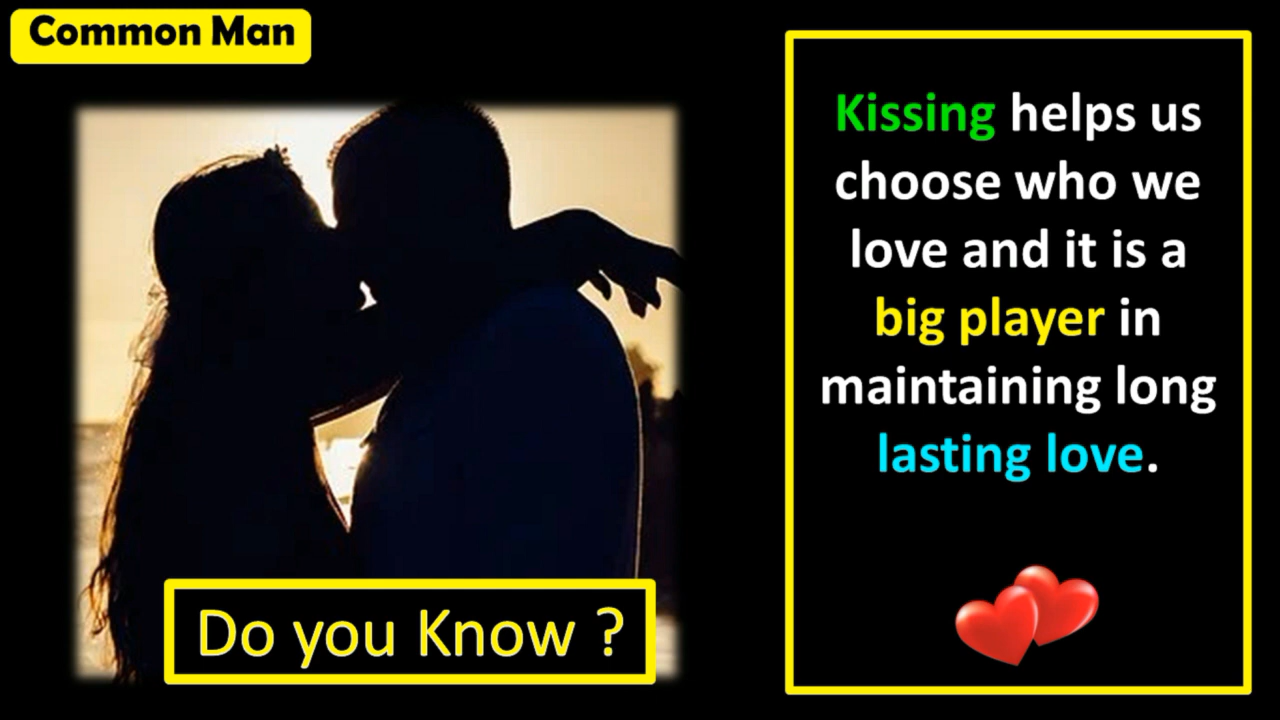 Common Man
Kissing helps us
choose who we
love and it is a
big player in
maintaining long
lasting love.
Do you Know ?